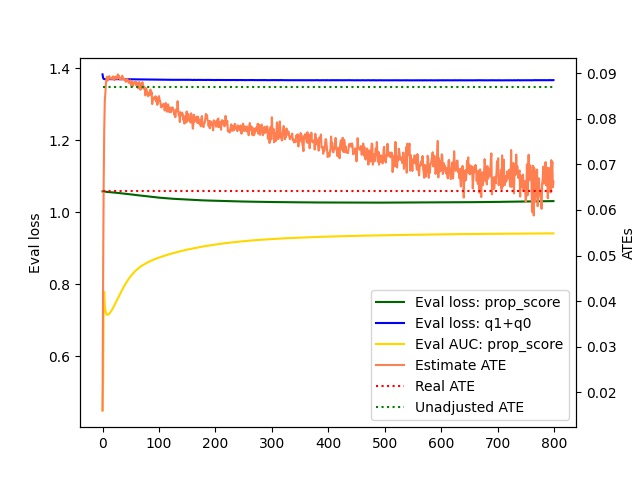 1.4
1.2
1.0
0.8
0.6
Eval loss
0.09
0.08
0.07
0.06
0.05
0.04
0.03
0.02
ATEs
Eval loss: prop_score
Eval loss: q1+q0
Eval AUC: prop_score
Estimate ATE
Real ATE
Unadjusted ATE
0 100 200 300 400 500 600 700 800